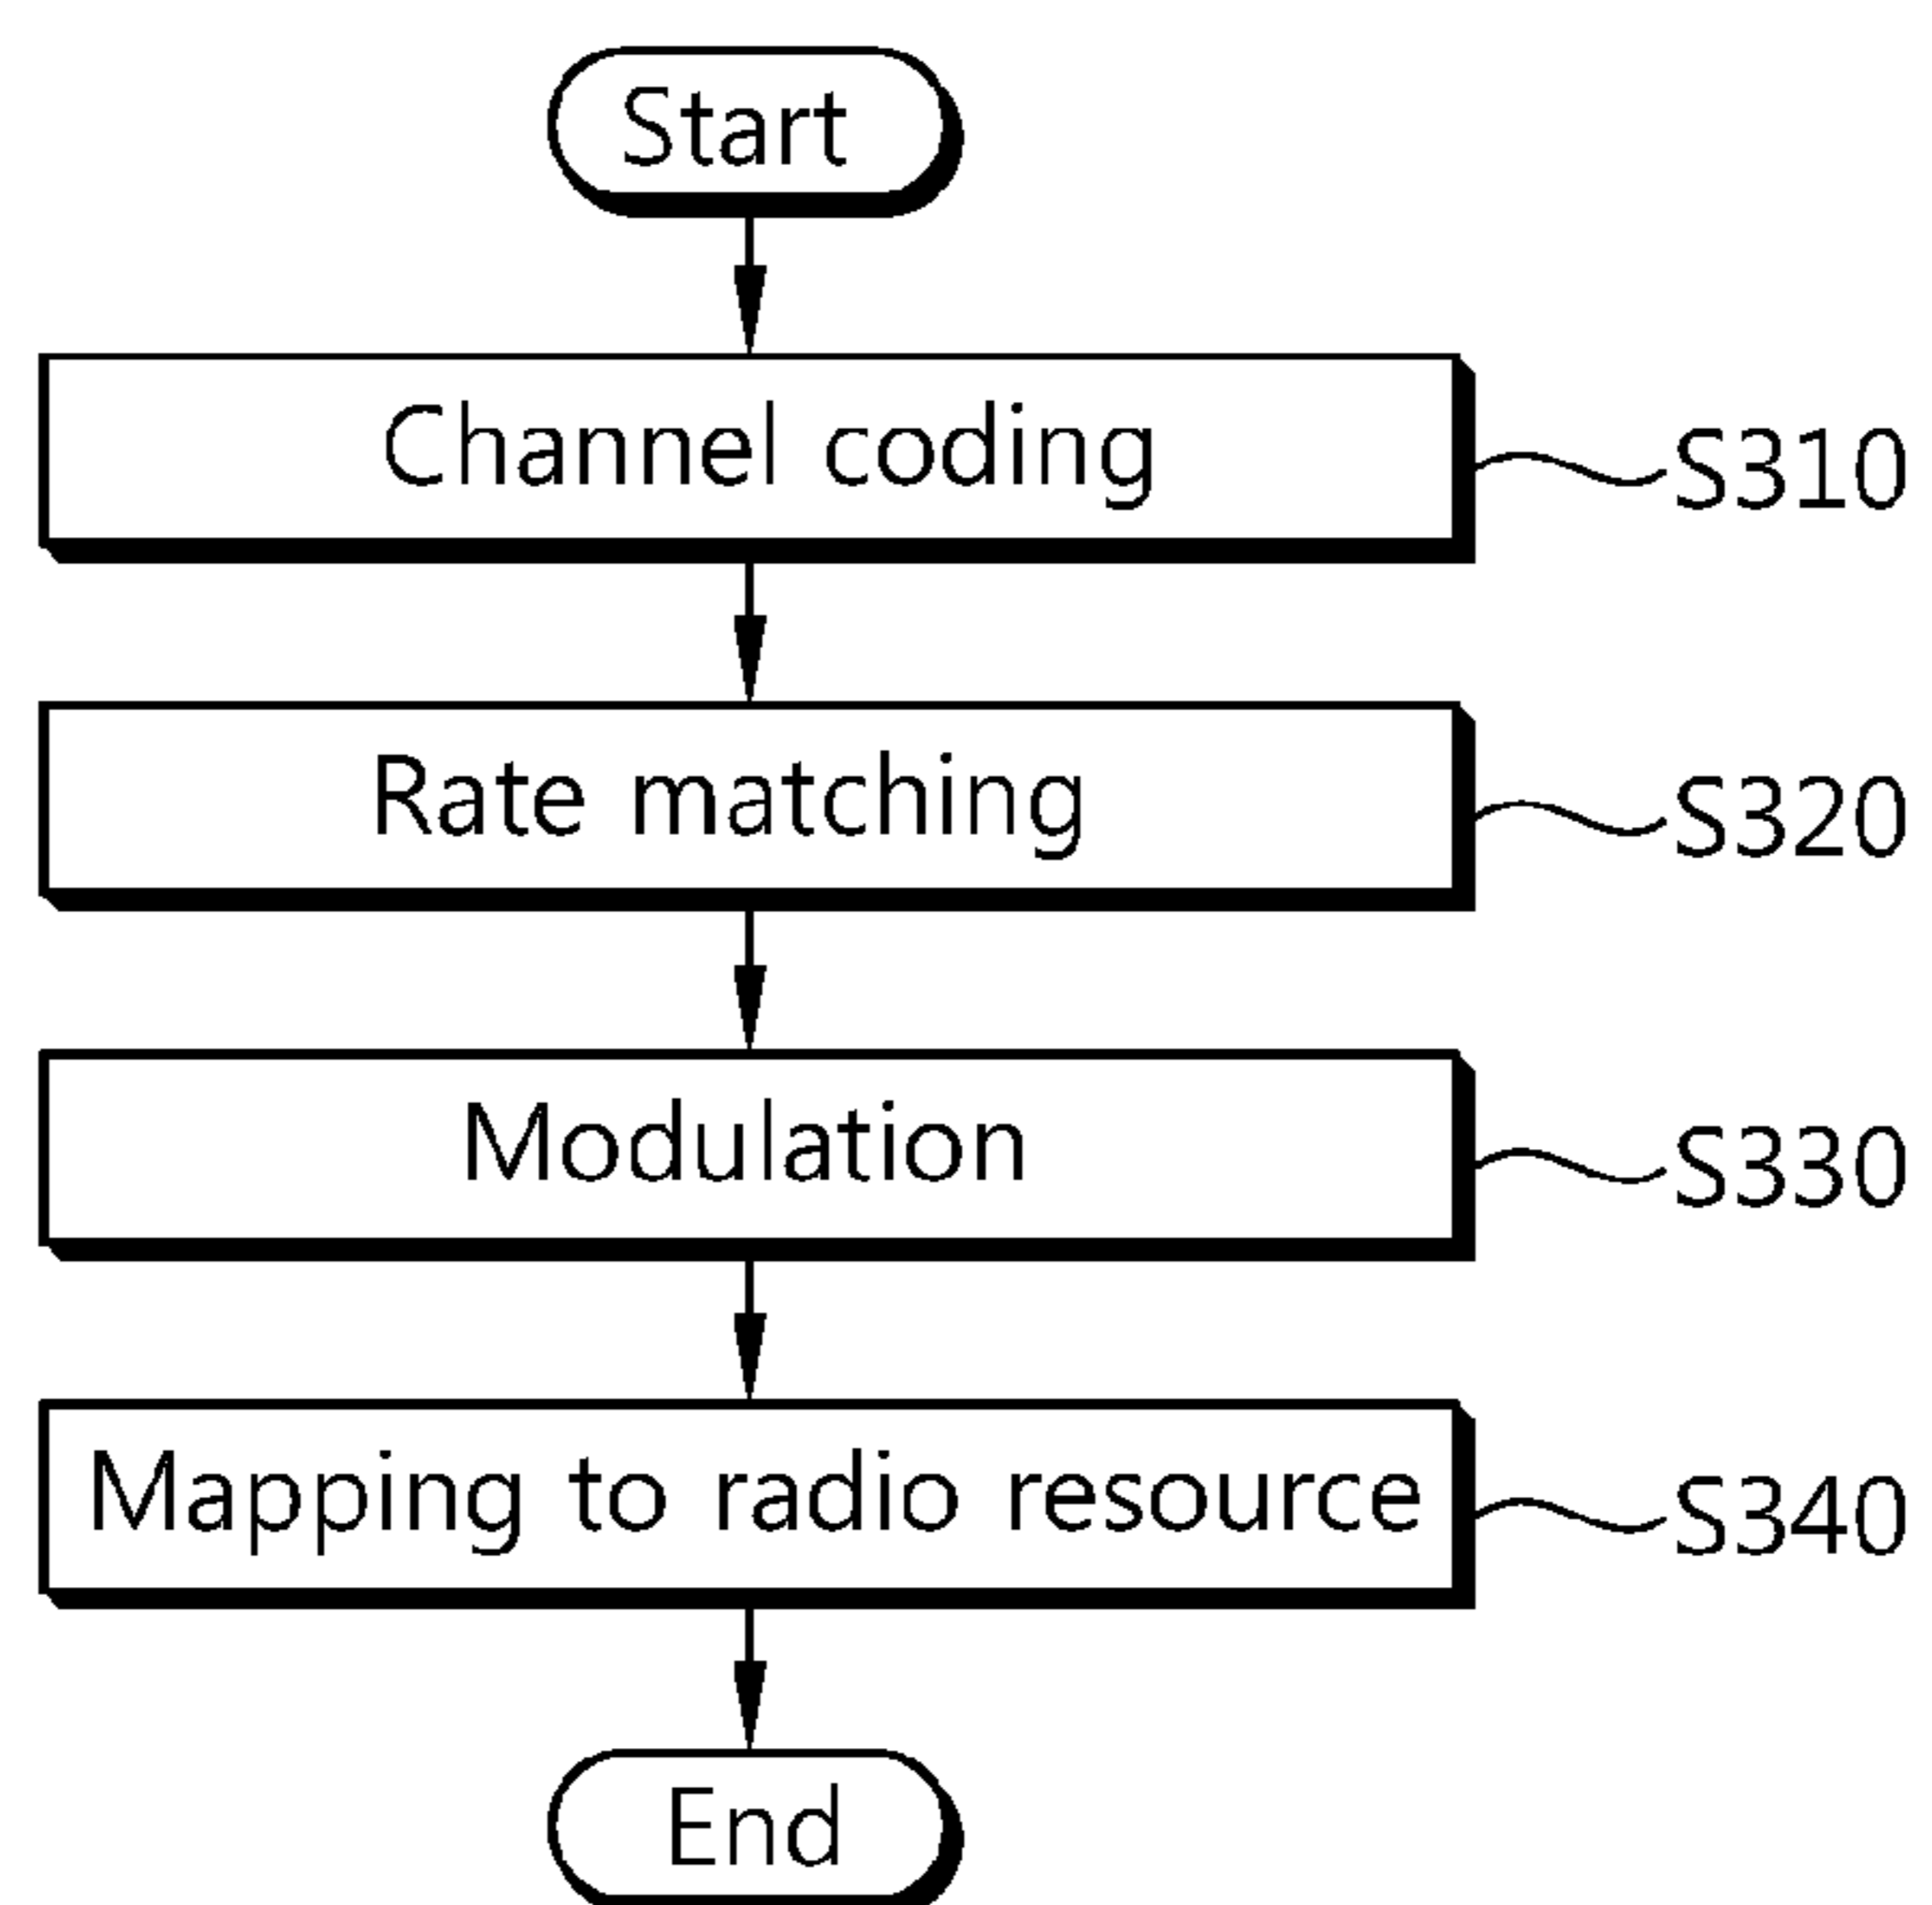 Start
Channel coding
S310
Rate matching
S320
Modulation
S330
Mapping to radio resource
S340
End